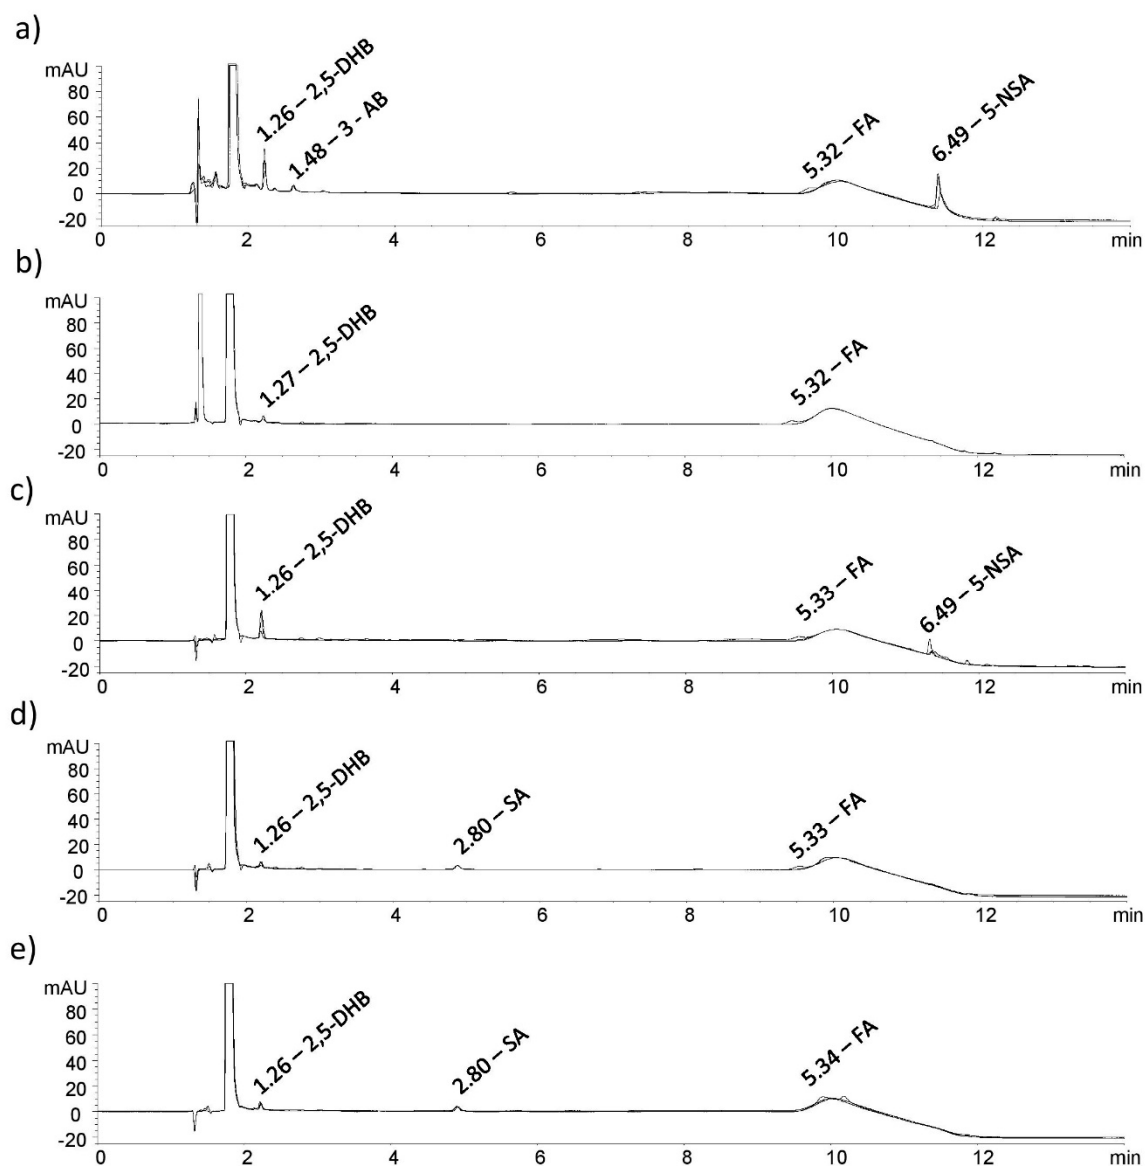 a)
mAU
80
60
40
20
0
-20
1.26 – 2,5-DHB
1.48 – 3 - AB
5.32 – FA
6.49 – 5-NSA
0 2 4 6 8 10 12 min
b)
mAU
80
60
40
20
0
-20
1.27 – 2,5-DHB
5.32 – FA
0 2 4 6 8 10 12 min
c)
mAU
80
60
40
20
0
-20
1.26 – 2,5-DHB
5.33 – FA
6.49 – 5-NSA
0 2 4 6 8 10 12 min
d)
mAU
80
60
40
20
0
-20
1.26 – 2,5-DHB
2.80 – SA
5.33 – FA
0 2 4 6 8 10 12 min
e)
mAU
80
60
40
20
0
-20
1.26 – 2,5-DHB
2.80 – SA
5.34 – FA
0 2 4 6 8 10 12 min